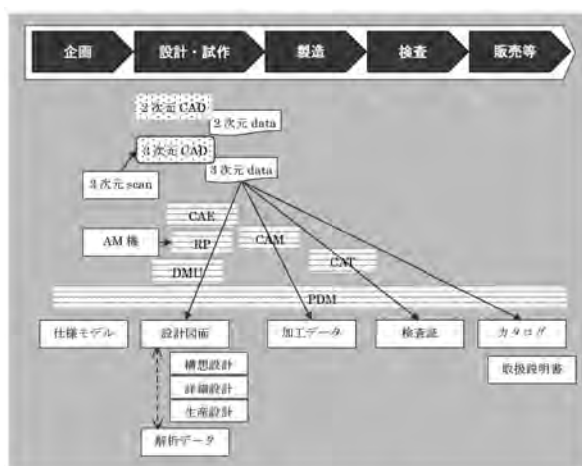 企画
設計・試作
製造
検査
販売等
2次元 CAD
2次元 data
3次元 CAD
3次元 data
3次元 scan
CAE
AM 機
RP
CAM
DMU
CAT
PDM
仕様モデル
設計図面
加工データ
検査証
カタログ
構想設計
取扱説明書
詳細設計
生産設計
解析データ